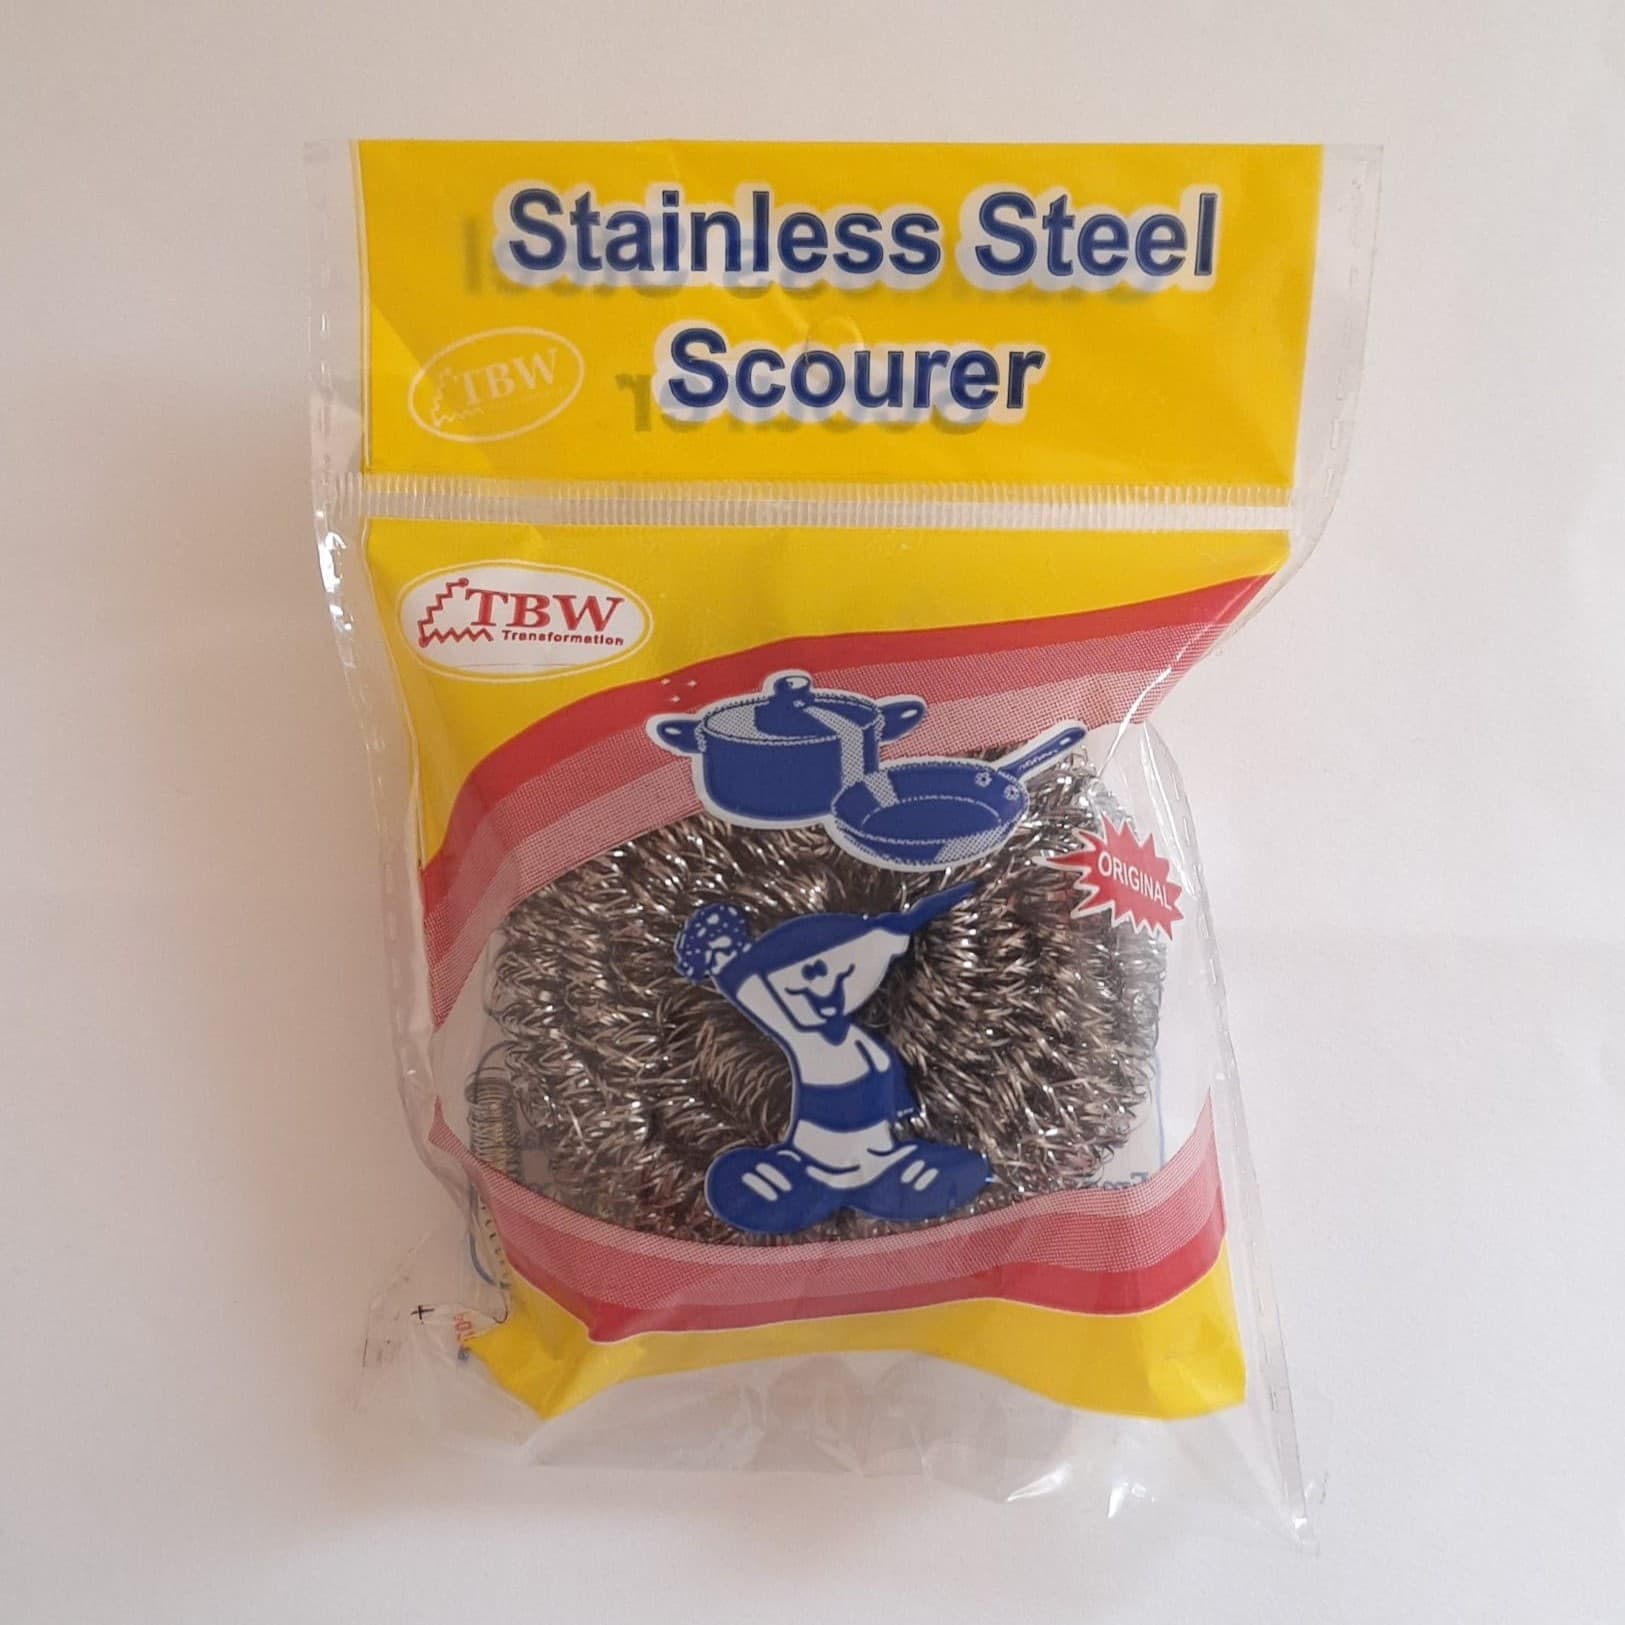 Stainless Steel
Scourer
TBW
TBW
Transformation
ORIGINAL